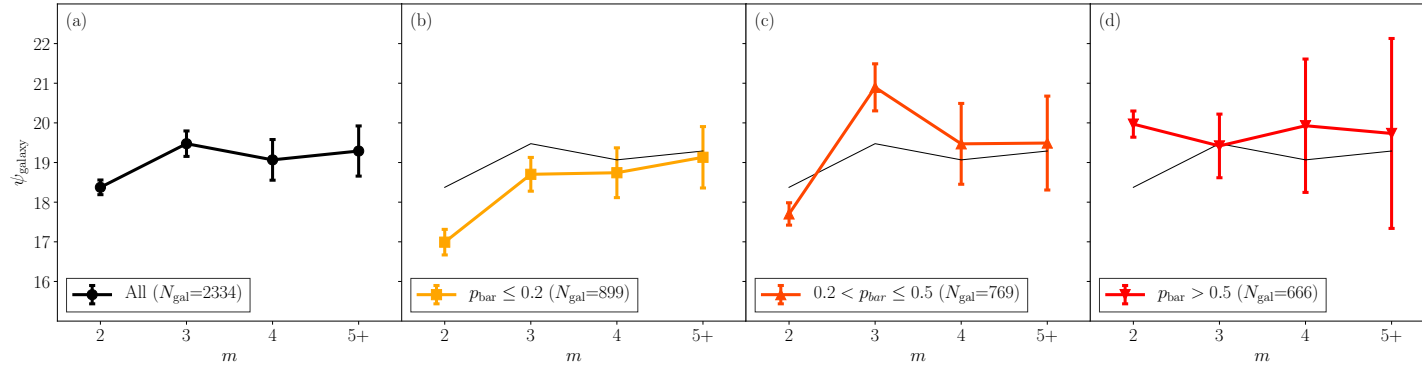 (a) (b) (c) (d)
22
21
20
19
18
17
16
ψgalaxy
All (Ngal=2334)
pbar ≤ 0.2 (Ngal=899)
0.2 < pbar ≤ 0.5 (Ngal=769)
pbar > 0.5 (Ngal=666)
2 3 4 5+ 2 3 4 5+ 2 3 4 5+ 2 3 4 5+
m m m m